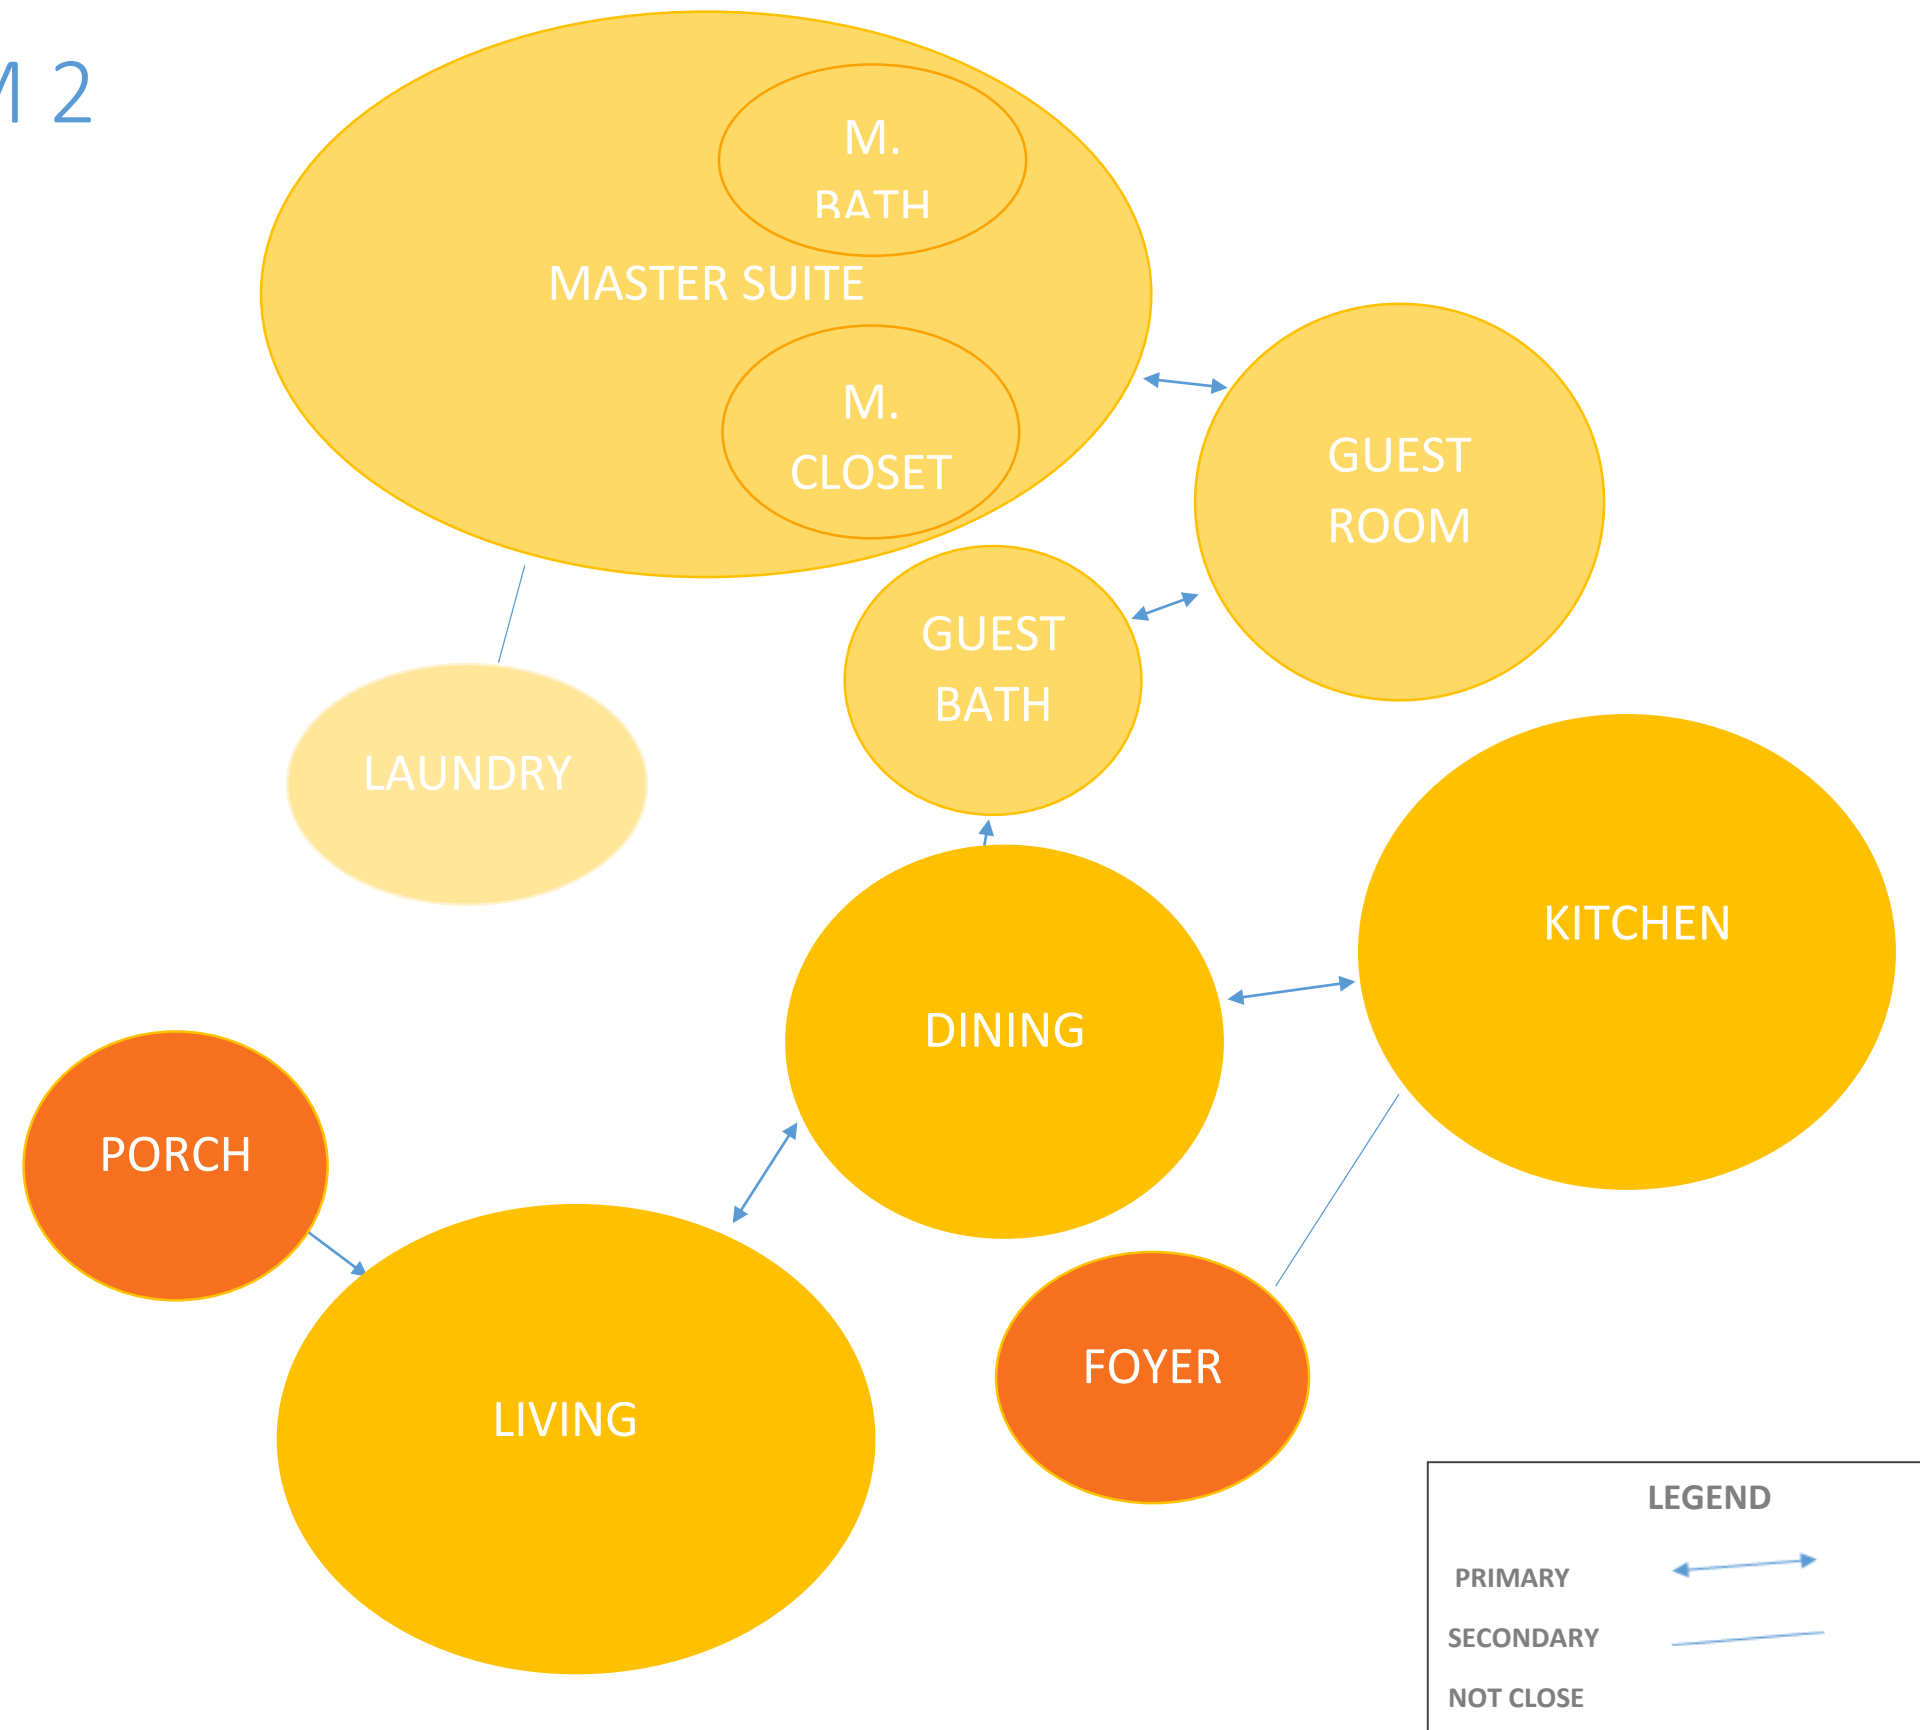 M 2
M.
BATH
MASTER SUITE
M.
CLOSET
GUEST
ROOM
GUEST
BATH
LAUNDRY
KITCHEN
DINING
PORCH
FOYER
LIVING
LEGEND
PRIMARY
SECONDARY
NOT CLOSE